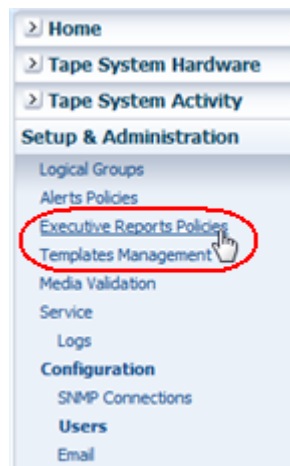 Home
Tape System Hardware
Tape System Activity
Setup & Administration
Logical Groups
Alerts Policies
Executive Reports Policies
Templates Management
Media Validation
Service
Logs
Configuration
SNMP Connections
Users
Email